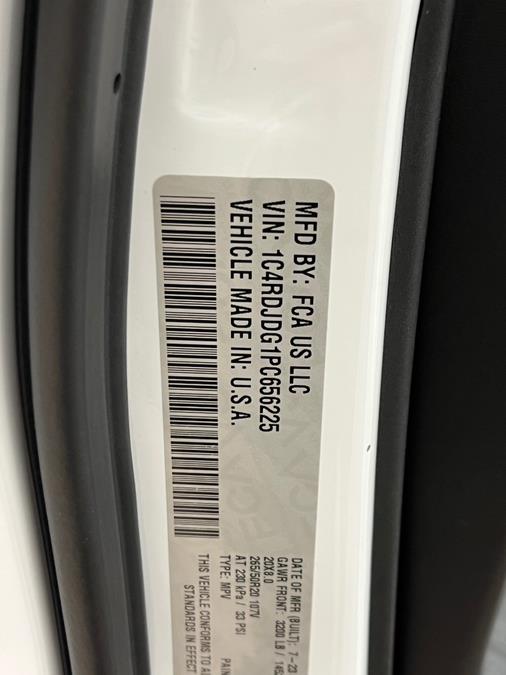 MFD BY: FCA US LLC
VIN: 1C4RDJDG1PC656225
VEHICLE MADE IN: U.S.A.
DATE OF MFR (BUILT): 7-23
GAWR FRONT: 3200 LB /
20X8.0
265/50R20 107V
AT 230 kPa / 33 PSI
TYPE: MPV
THIS VEHICLE CONFORMS TO
STANDARDS IN EFFECT